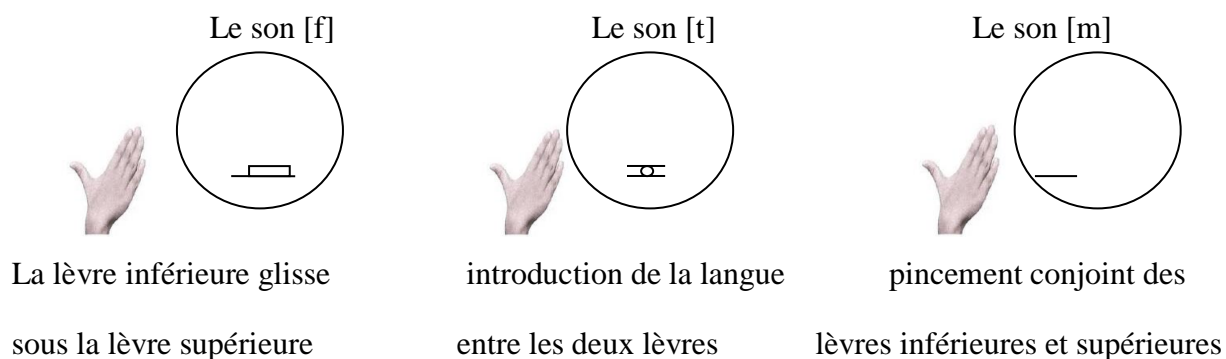 Le son [f] Le son [t] Le son [m]
La lèvre inférieure glisse introduction de la langue pincement conjoint des
sous la lèvre supérieure entre les deux lèvres lèvres inférieures et supérieures